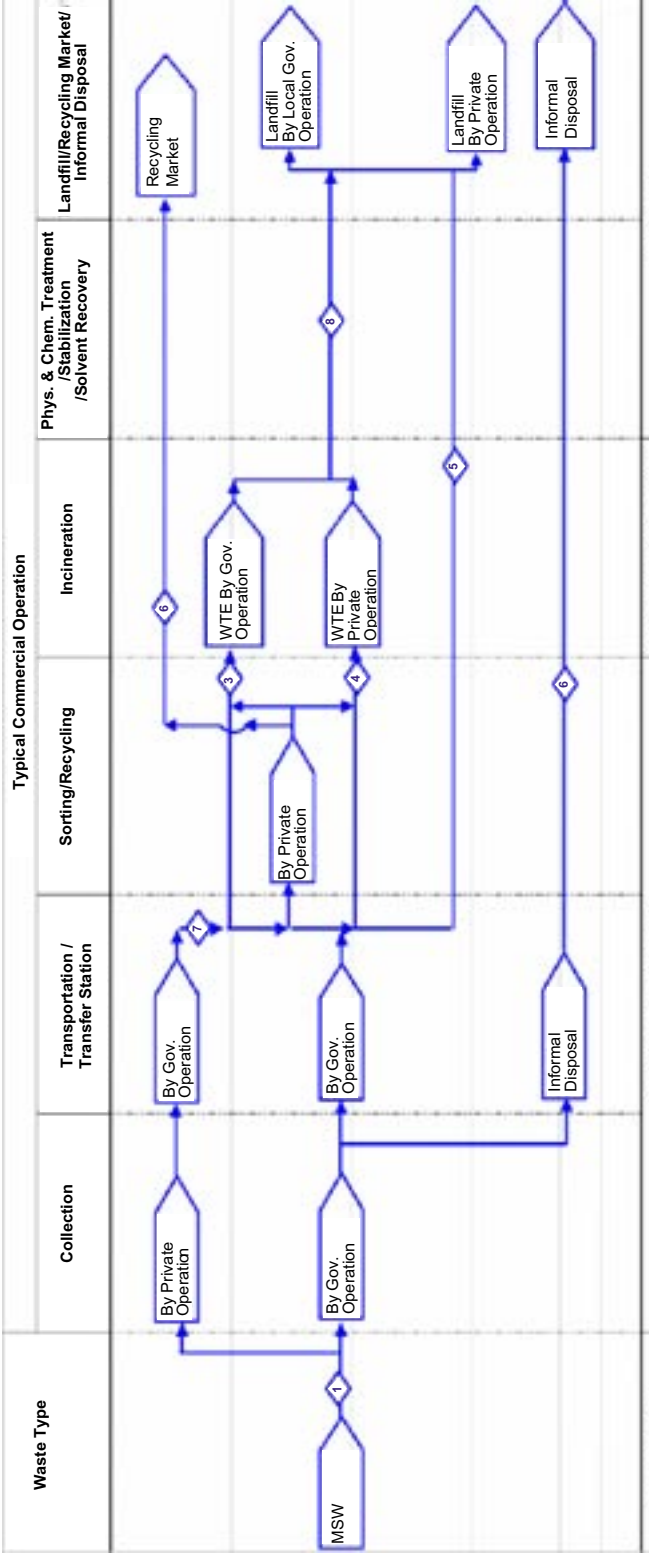 Waste Type
Typical Commercial Operation
Collection
Transportation /
Transfer Station
Sorting/Recycling
Incineration
Phys. & Chem. Treatment
/Stabilization
/Solvent Recovery
Landfill/Recycling Market/
Informal Disposal
MSW
1
By Private
Operation
By Gov.
Operation
By Gov.
Operation
By Gov.
Operation
Informal
Disposal
7
By Private
Operation
3
4
6
5
6
WTE By Gov.
Operation
WTE By
Private
Operation
8
Recycling
Market
Landfill
By Local Gov.
Operation
Landfill
By Private
Operation
Informal
Disposal